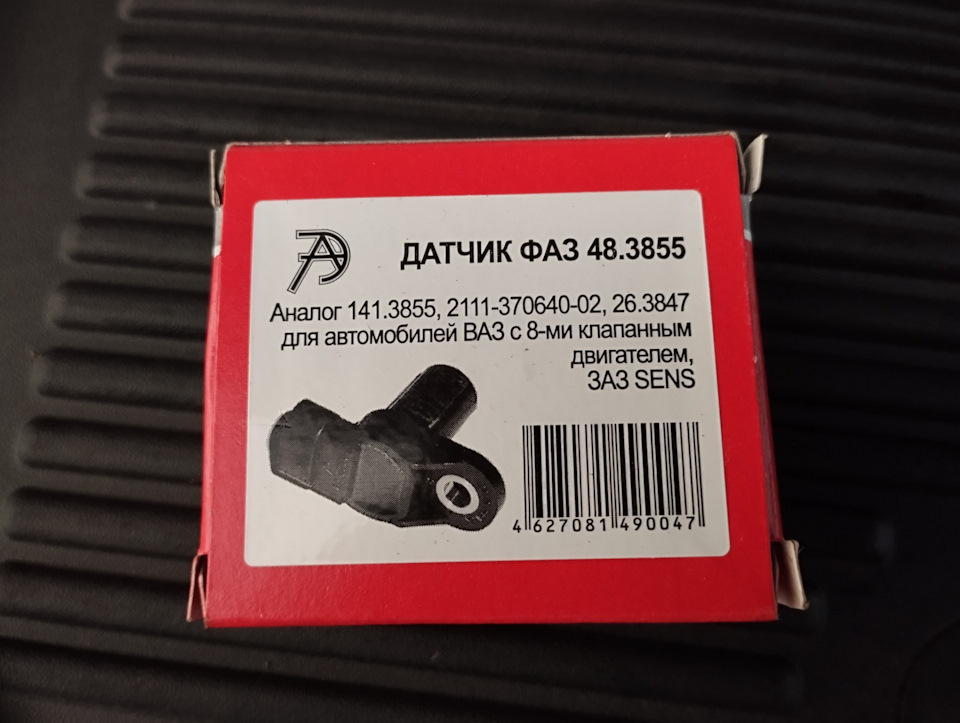 ДАТЧИК ФАЗ 48.3855
Аналог 141.3855, 2111-370640-02, 26.3847
для автомобилей ВАЗ с 8-ми клапанным
двигателем,
ЗАЗ SENS
4 627081 490047